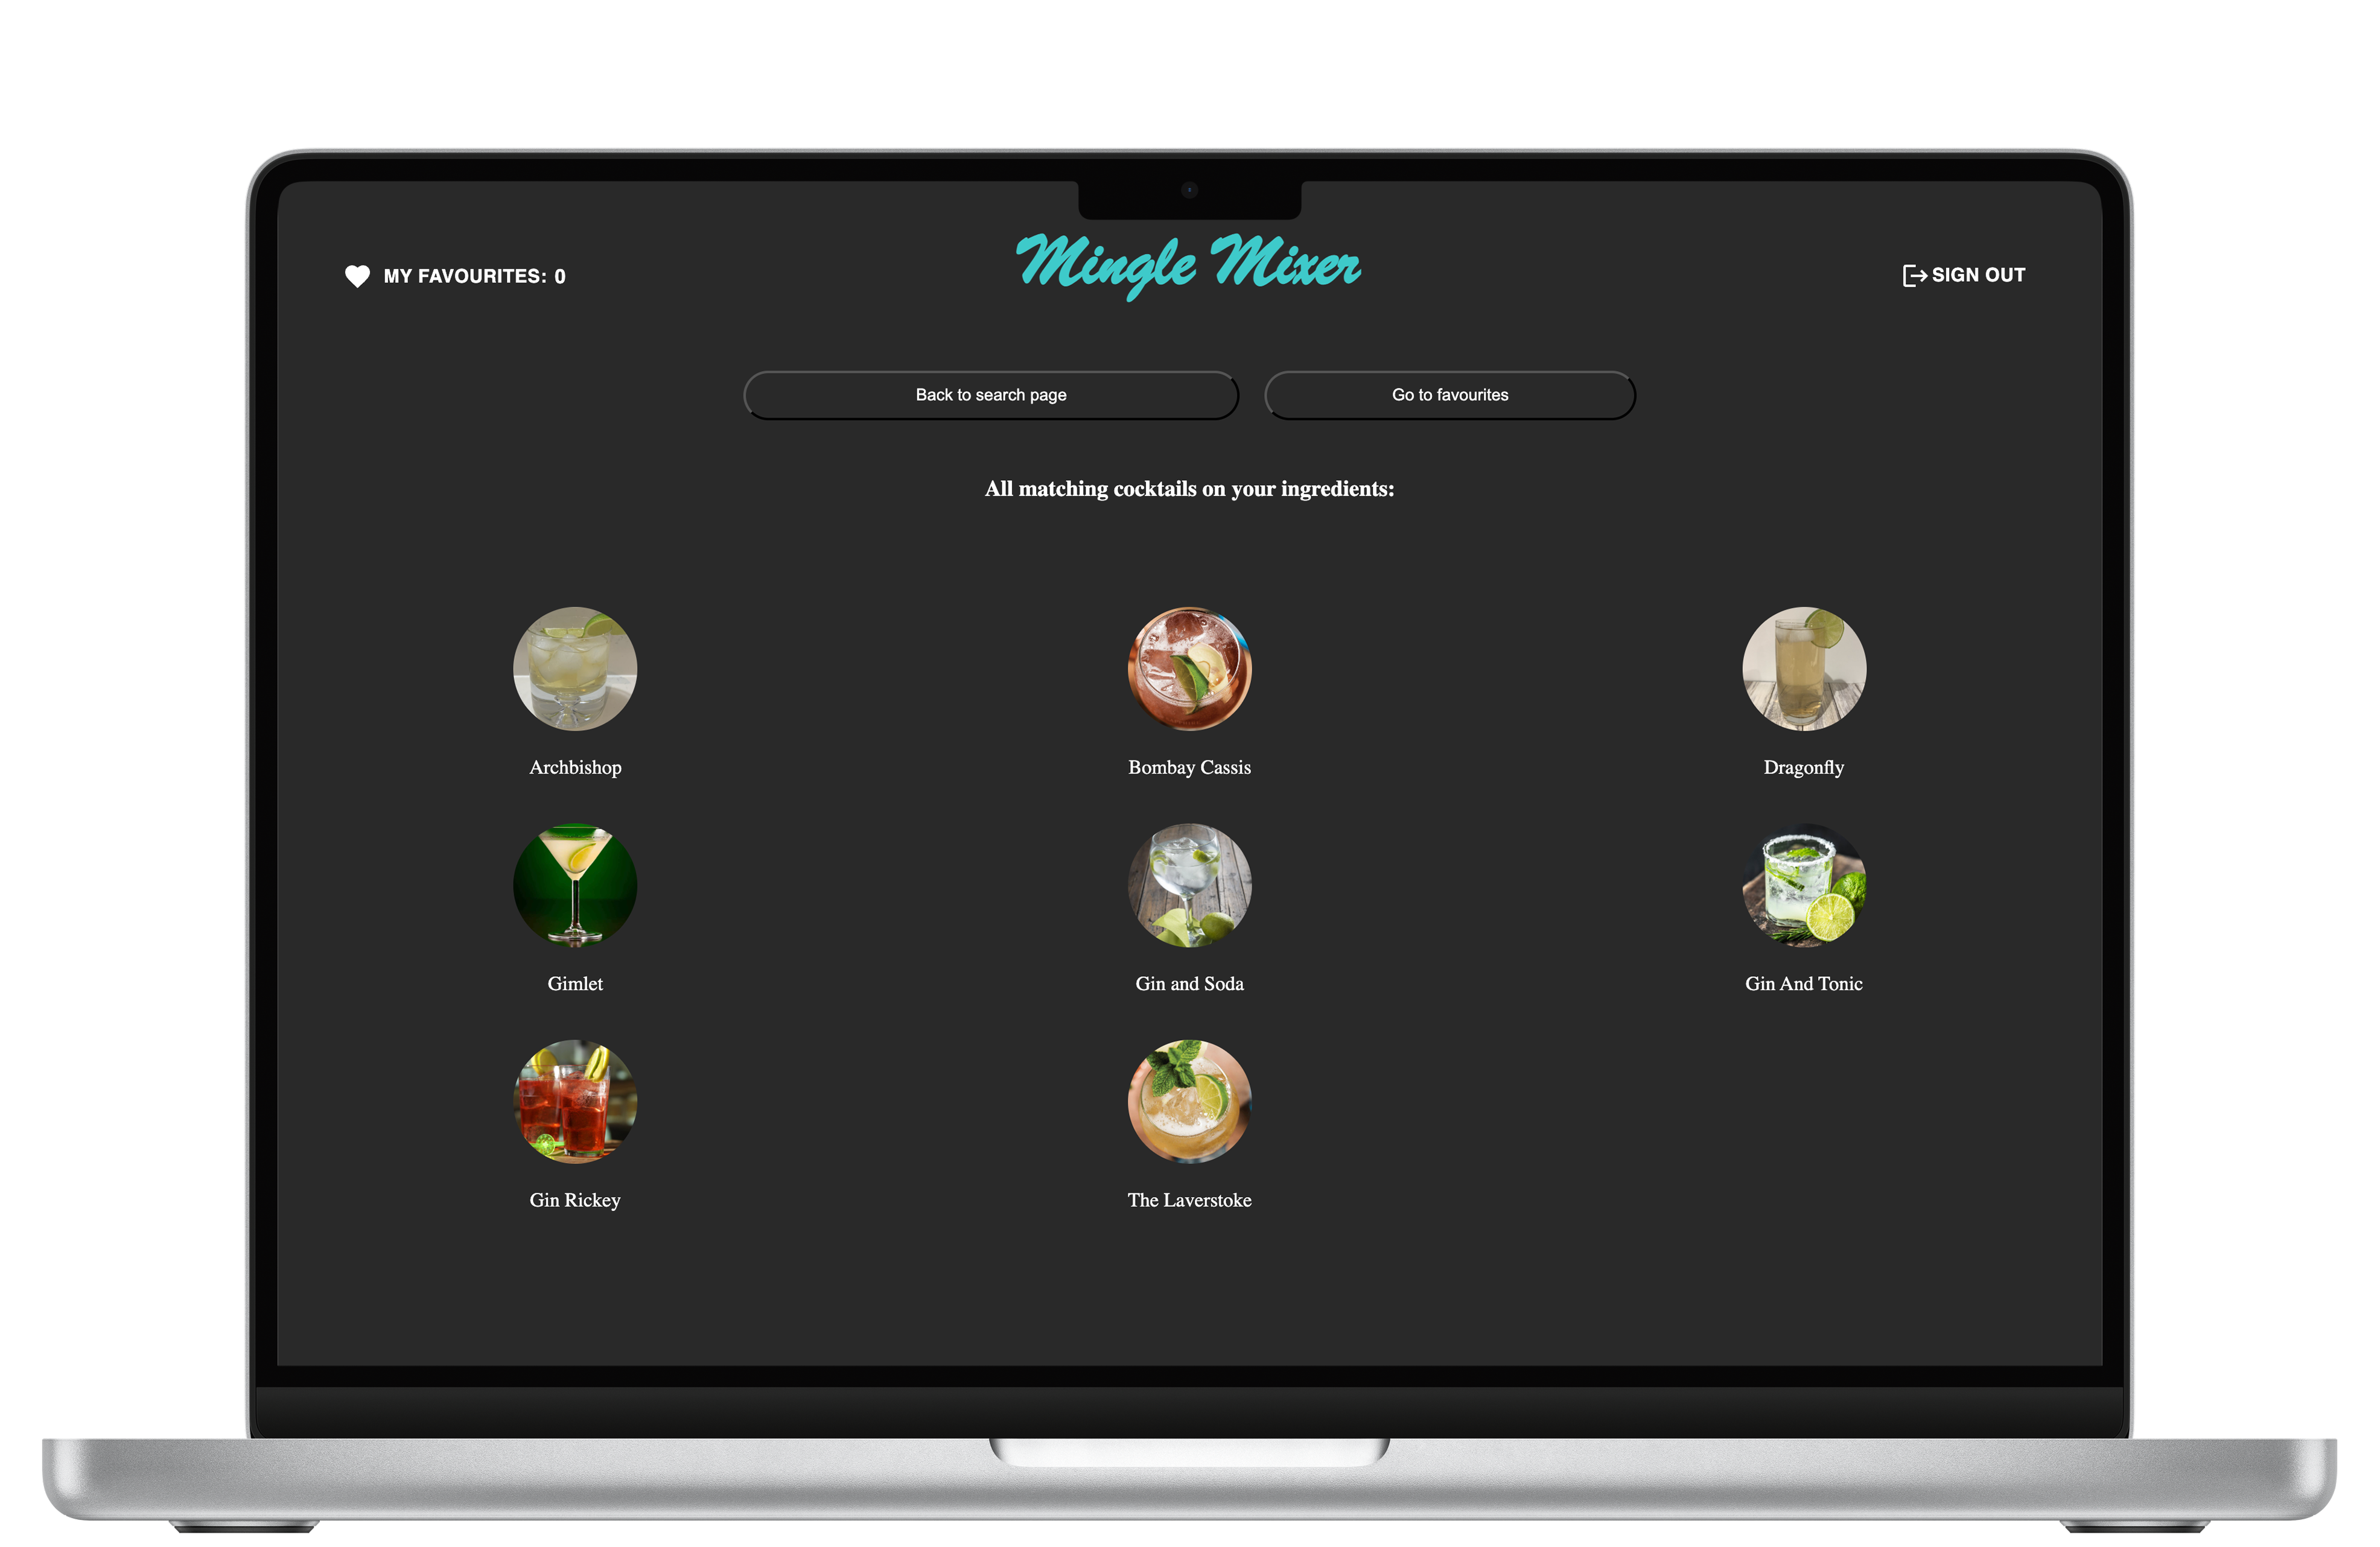 Mingle Mixer
MY FAVOURITES: 0
SIGN OUT
Back to search page
Go to favourites
All matching cocktails on your ingredients:
Archbishop
Bombay Cassis
Dragonfly
Gimlet
Gin and Soda
Gin And Tonic
Gin Rickey
The Laverstoke